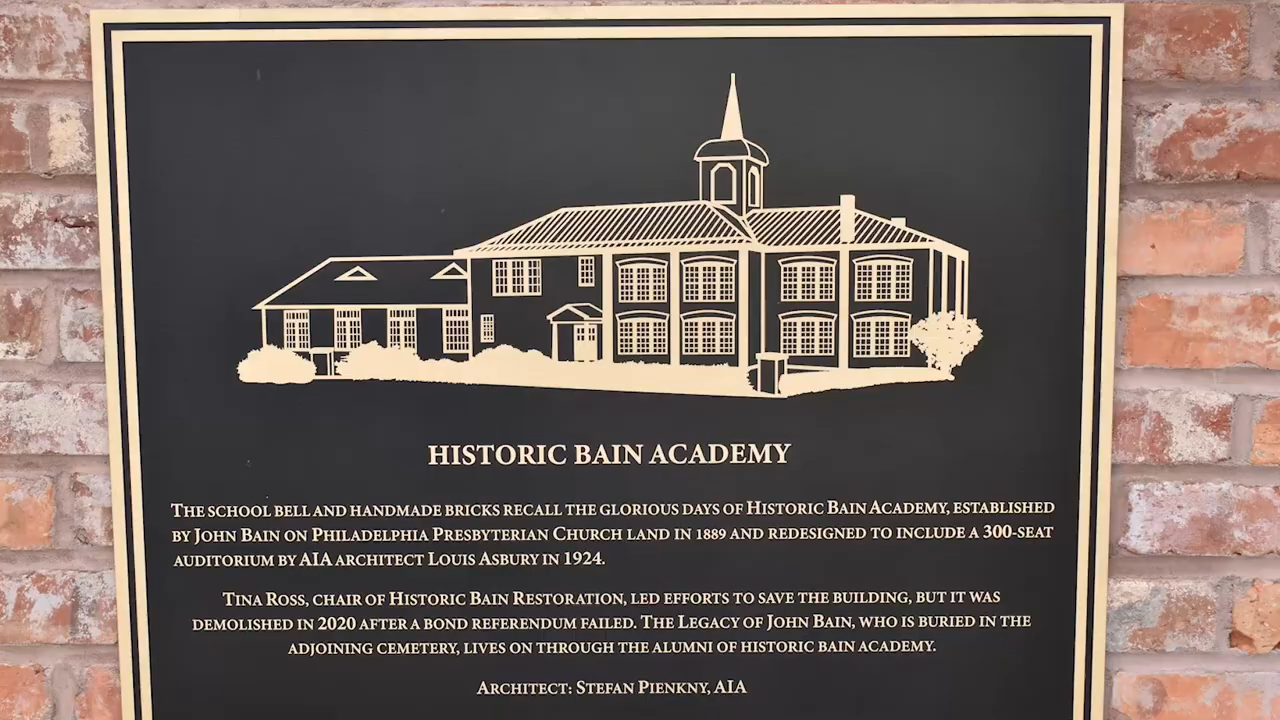 HISTORIC BAIN ACADEMY
THE SCHOOL BELL AND HANDMADE BRICKS RECALL THE GLORIOUS DAYS OF HISTORIC BAIN ACADEMY, ESTABLISHED
BY JOHN BAIN ON PHILADELPHIA PRESBYTERIAN CHURCH LAND IN 1889 AND REDESIGNED TO INCLUDE A 300-SEAT
AUDITORIUM BY AIA ARCHITECT LOUIS ASBURY IN 1924.
TINA ROSS, CHAIR OF HISTORIC BAIN RESTORATION, LED EFFORTS TO SAVE THE BUILDING, BUT IT WAS
DEMOLISHED IN 2020 AFTER A BOND REFERENDUM FAILED. THE LEGACY OF JOHN BAIN, WHO IS BURIED IN THE
ADJOINING CEMETERY, LIVES ON THROUGH THE ALUMNI OF HISTORIC BAIN ACADEMY.
ARCHITECT: STEFAN PIENKNY, AIA